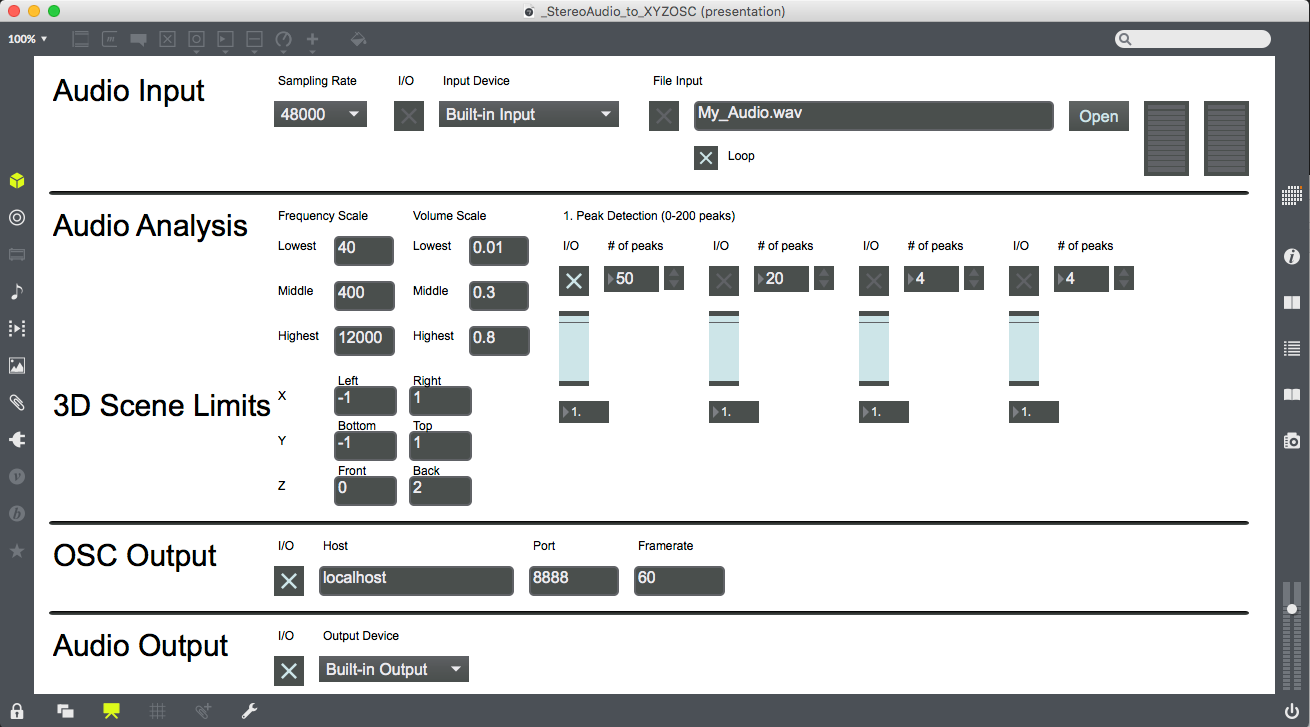 _StereoAudio_to_XYZOSC (presentation)
100%
Audio Input
Sampling Rate I/O Input Device File Input
48000 Built-in Input My_Audio.wav Open
Loop
Audio Analysis
Frequency Scale Volume Scale 1. Peak Detection (0-200 peaks)
Lowest 40 Lowest 0.01 I/O # of peaks I/O # of peaks I/O # of peaks I/O # of peaks
50 20 4 4
Middle 400 Middle 0.3
Highest 12000 Highest 0.8
3D Scene Limits
Left Right
X -1 1 1. 1. 1. 1.
Bottom Top
Y -1 1
Front Back
Z 0 2
OSC Output
I/O Host Port Framerate
localhost 8888 60
Audio Output
I/O Output Device
Built-in Output